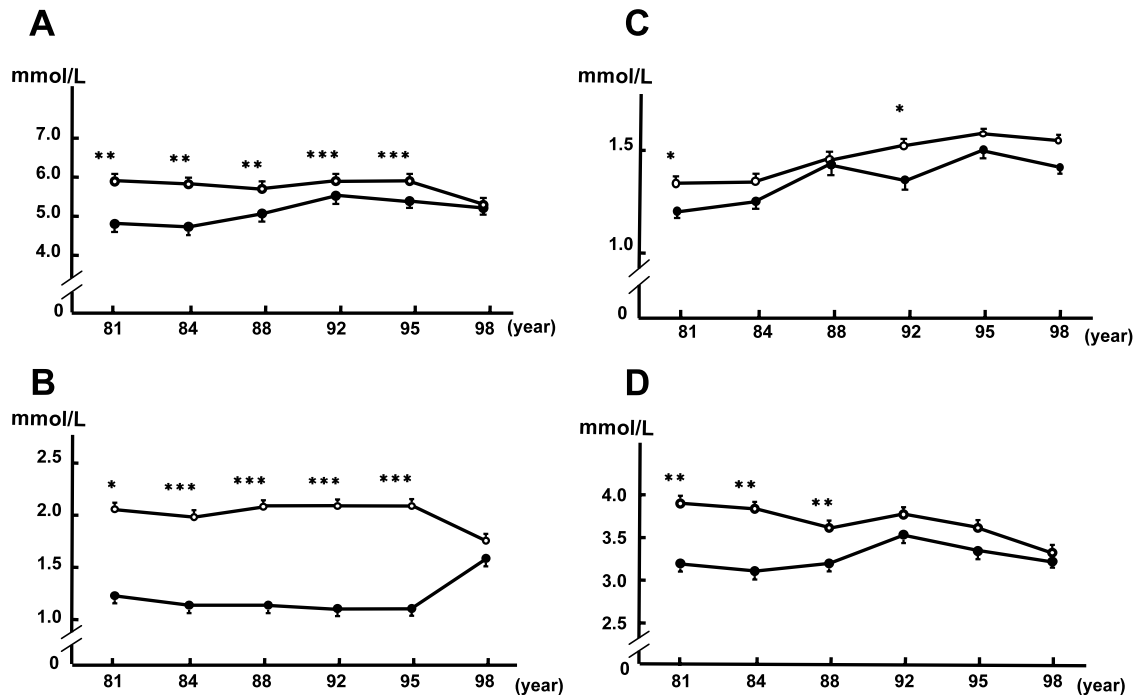 A
mmol/L
7.0
6.0
5.0
4.0
0
** ** ** *** ***
81 84 88 92 95 98 (year)
B
mmol/L
2.5
2.0
1.5
1.0
0
* *** *** *** ***
81 84 88 92 95 98 (year)
C
mmol/L
1.5
1.0
0
* *
81 84 88 92 95 98 (year)
D
mmol/L
4.0
3.5
3.0
2.5
0
** ** **
81 84 88 92 95 98 (year)